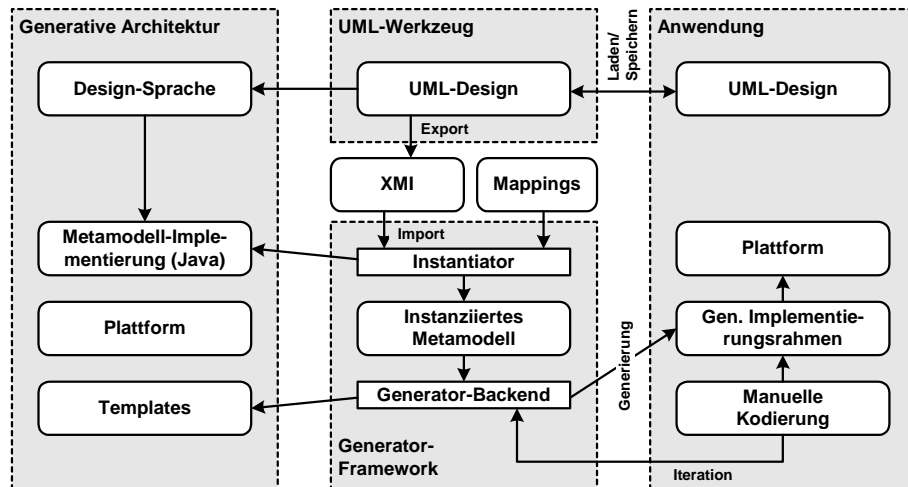 Generative Architektur
UML-Werkzeug
Anwendung
Laden/
Speichern
Design-Sprache
UML-Design
UML-Design
Export
XMI
Mappings
Metamodell-Imple-
mentierung (Java)
Import
Instantiator
Plattform
Plattform
Instanziiertes
Metamodell
Gen. Implementie-
rungsrahmen
Generierung
Templates
Generator-Backend
Manuelle
Kodierung
Generator-
Framework
Iteration